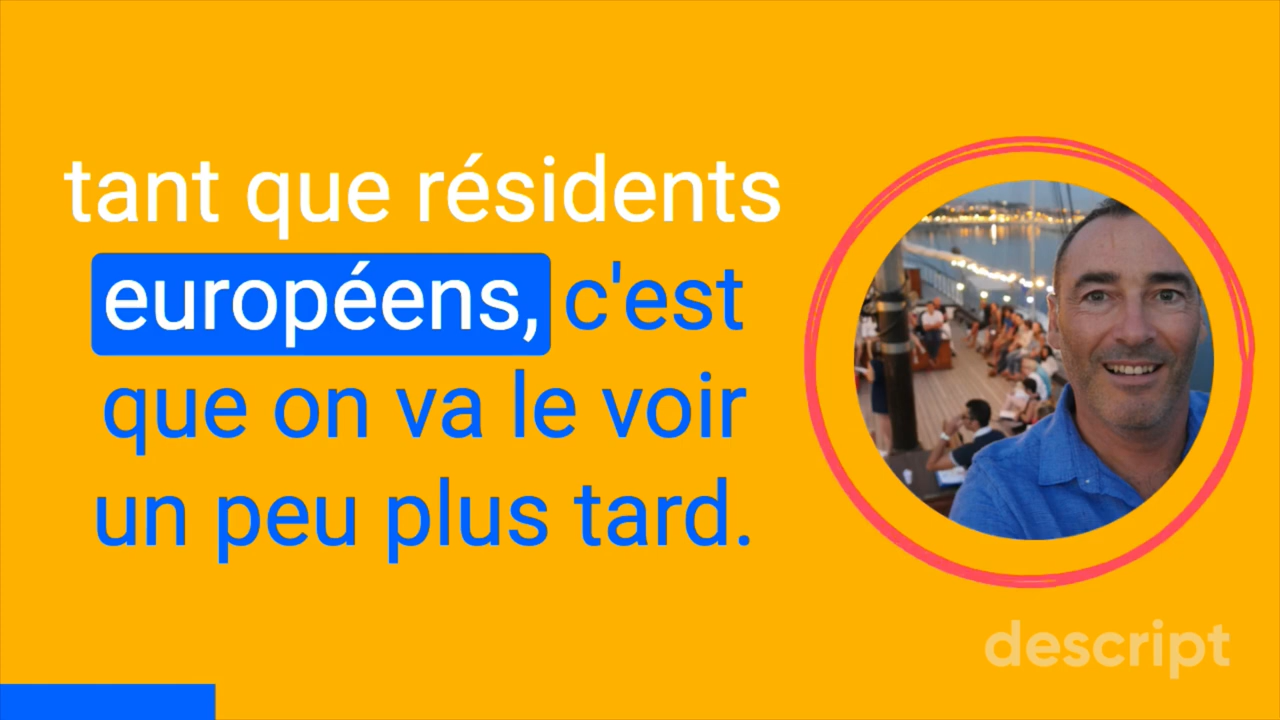 tant que résidents
européens, c'est
que on va le voir
un peu plus tard.
descript